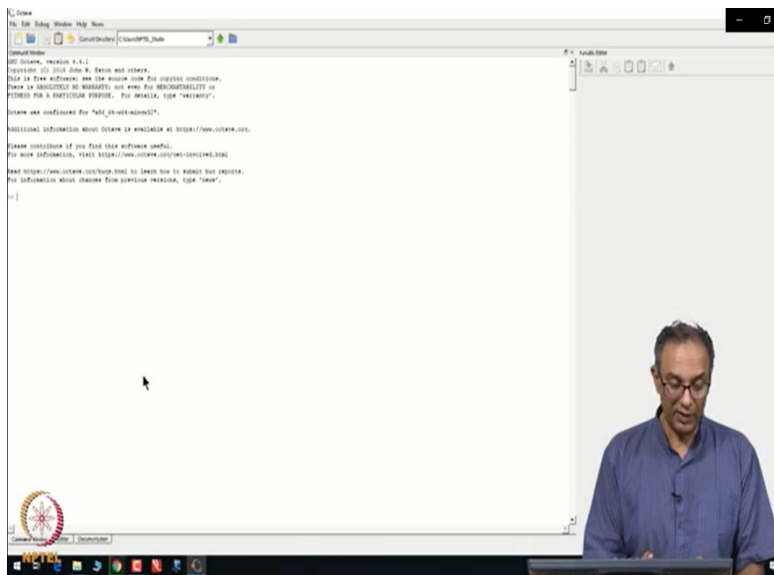 Octave
File Edit Debug Window Help News
Current Directory: C:\Users\NPTEL_Studio
Command Window
Variable Editor
GNU Octave, version 4.4.1
Copyright (C) 2018 John W. Eaton and others.
This is free software; see the source code for copying conditions.
There is ABSOLUTELY NO WARRANTY; not even for MERCHANTABILITY or
FITNESS FOR A PARTICULAR PURPOSE. For details, type 'warranty'.
Octave was configured for "x86_64-w64-mingw32".
Additional information about Octave is available at https://www.octave.org.
Please contribute if you find this software useful.
For more information, visit https://www.octave.org/get-involved.html
Read https://www.octave.org/bugs.html to learn how to submit bug reports.
For information about changes from previous versions, type 'news'.
>>
Command Window Editor Documentation
NPTEL